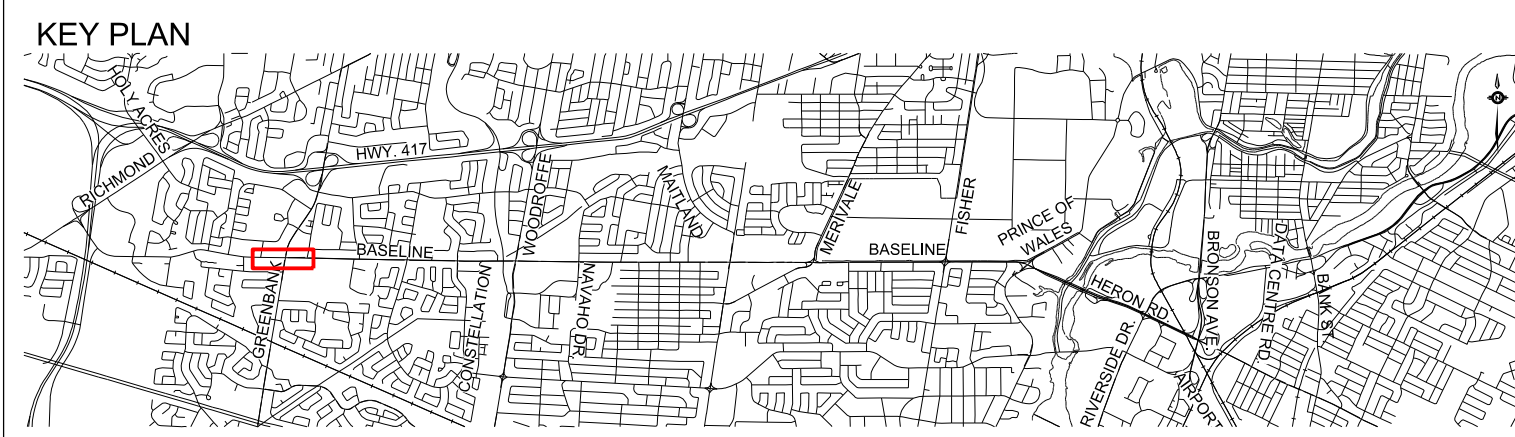 KEY PLAN
HOLY ACRES
RICHMOND
HWY. 417
GREENBANK
BASELINE
CONSTELLATION
WOODROFFE
NAVAHO DR.
MAITLAND
MERIVALE
BASELINE
FISHER
PRINCE OF
WALES
HERON RD.
RIVERSIDE DR.
AIRPORT
BRONSON AVE.
DATA CENTRE RD.
BANK ST.
N